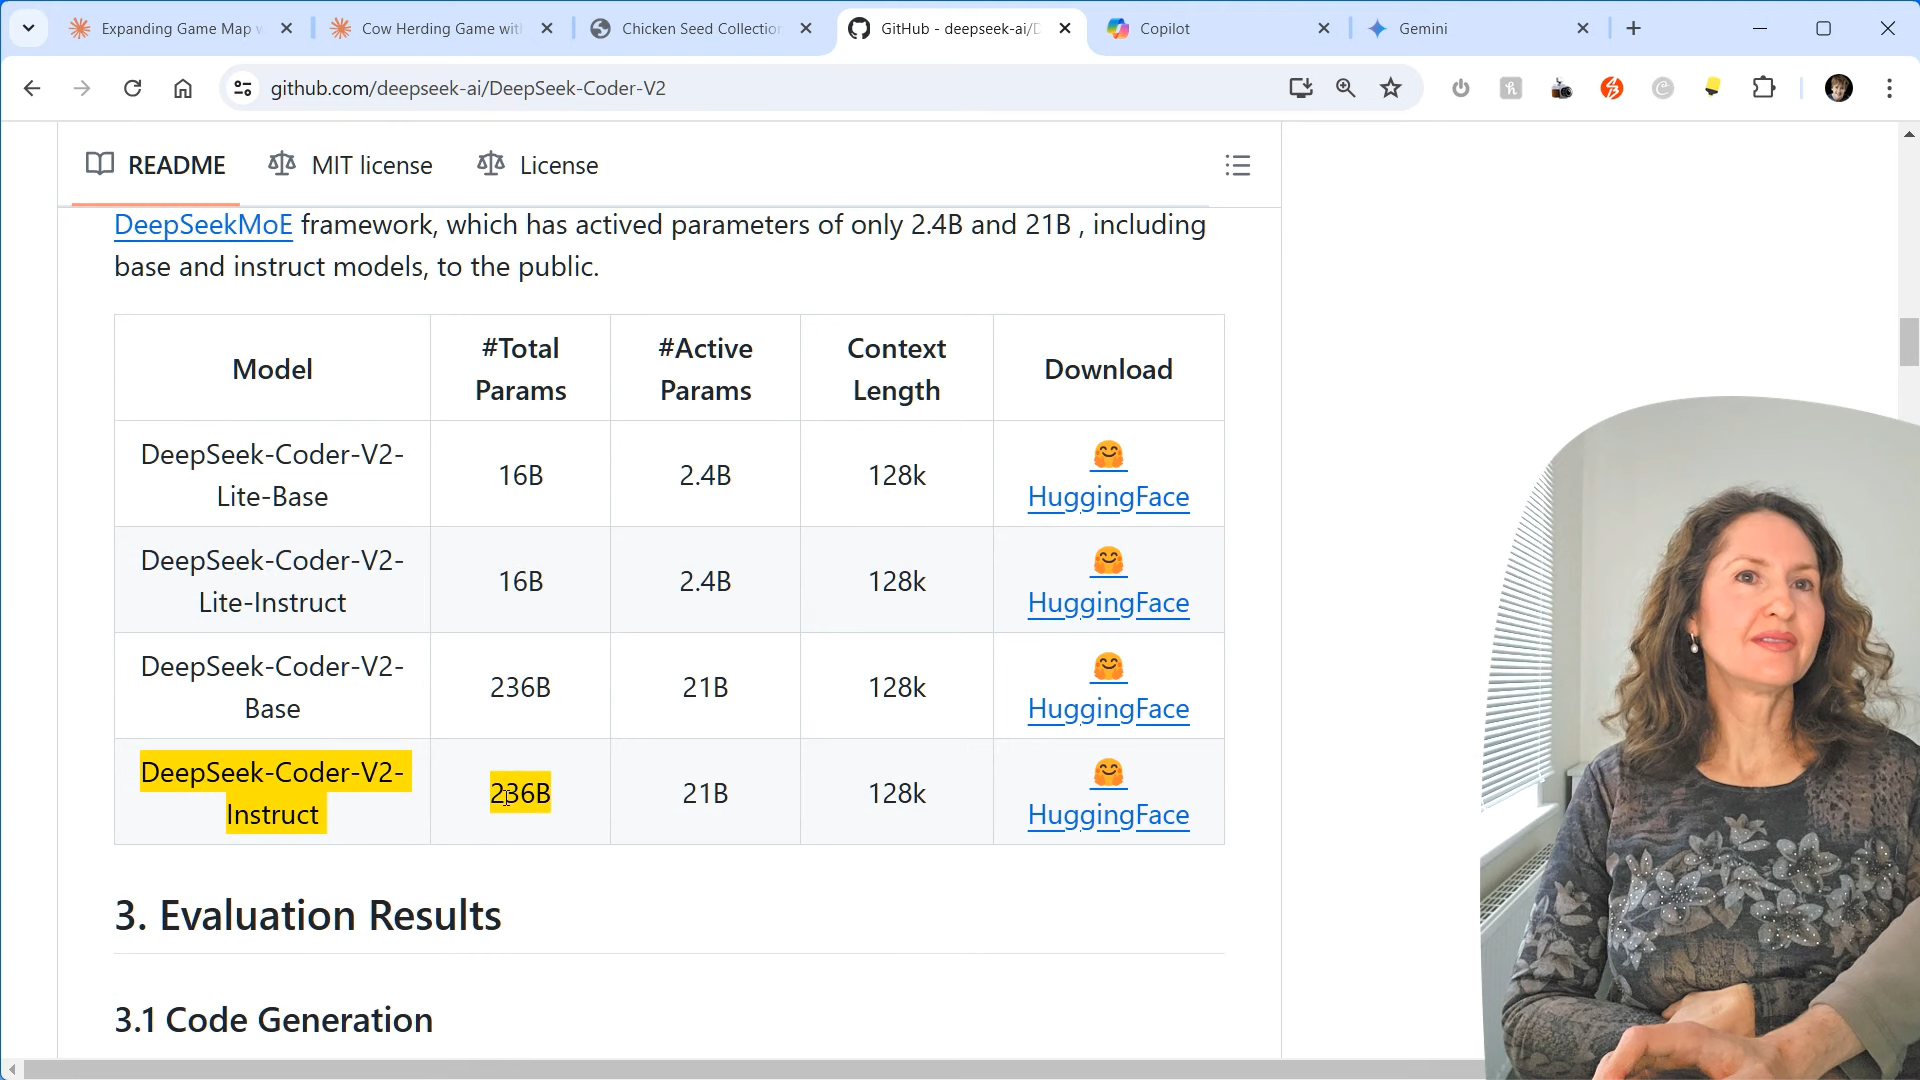 Expanding Game Map w
Cow Herding Game with
Chicken Seed Collection
GitHub - deepseek-ai/D
Copilot
Gemini
github.com/deepseek-ai/DeepSeek-Coder-V2
README
MIT license
License
DeepSeekMoE framework, which has actived parameters of only 2.4B and 21B , including
base and instruct models, to the public.
Model
#Total
Params
#Active
Params
Context
Length
Download
DeepSeek-Coder-V2-
Lite-Base
16B
2.4B
128k
HuggingFace
DeepSeek-Coder-V2-
Lite-Instruct
16B
2.4B
128k
HuggingFace
DeepSeek-Coder-V2-
Base
236B
21B
128k
HuggingFace
DeepSeek-Coder-V2-
Instruct
236B
21B
128k
HuggingFace
3. Evaluation Results
3.1 Code Generation